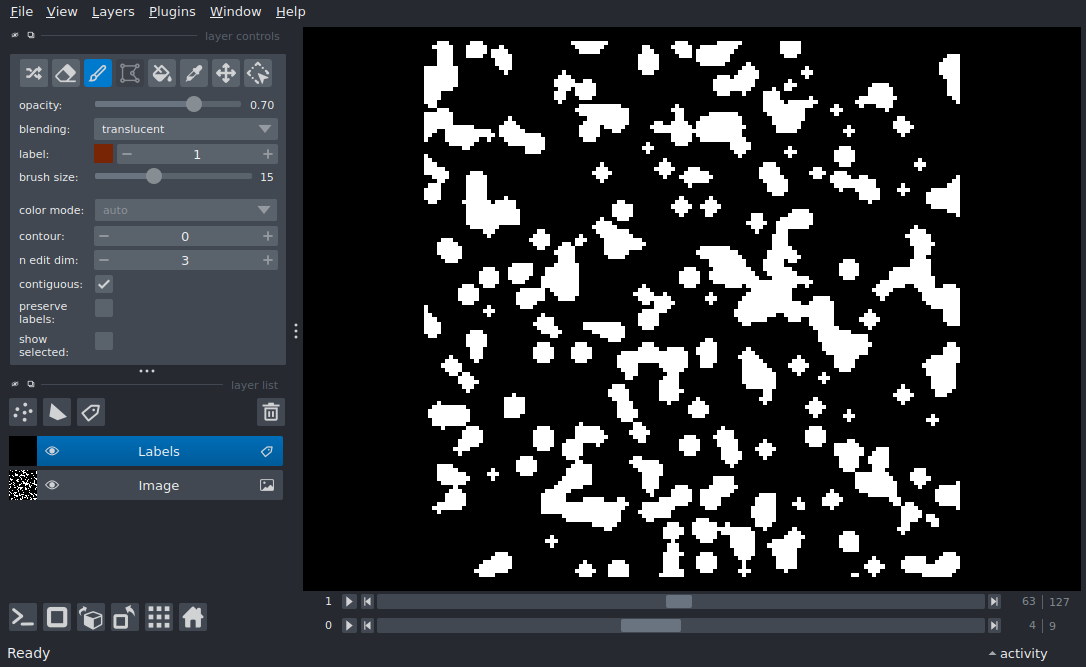 File View Layers Plugins Window Help
layer controls
opacity: 0.70
blending: translucent
label: 1
brush size: 15
color mode: auto
contour: 0
n edit dim: 3
contiguous:
preserve
labels:
show
selected:
layer list
Labels
Image
1 63 127
0 4 9
Ready activity